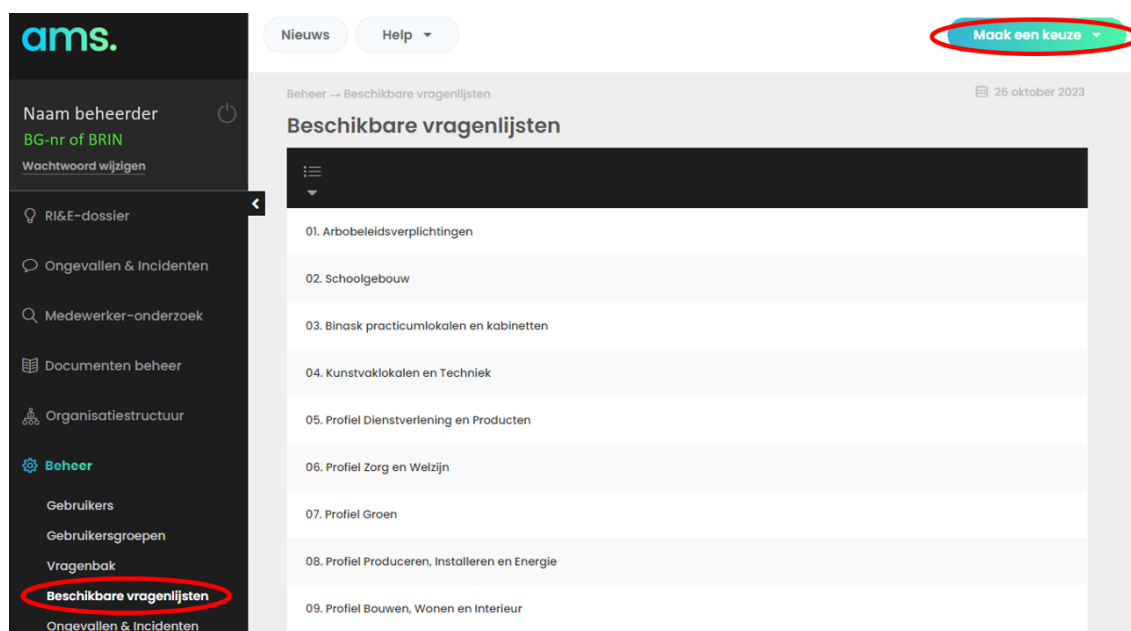 ams.
Nieuws
Help
Maak een keuze
Naam beheerder
BG-nr of BRIN
Wachtwoord wijzigen
RI&E-dossier
Ongevallen & Incidenten
Medewerker-onderzoek
Documenten beheer
Organisatiestructuur
Beheer
Gebruikers
Gebruikersgroepen
Vragenbak
Beschikbare vragenlijsten
Ongevallen & Incidenten
Beheer → Beschikbare vragenlijsten
26 oktober 2023
Beschikbare vragenlijsten
01. Arbobeleidsverplichtingen
02. Schoolgebouw
03. Binask practicumlokalen en kabinetten
04. Kunstvaklokalen en Techniek
05. Profiel Dienstverlening en Producten
06. Profiel Zorg en Welzijn
07. Profiel Groen
08. Profiel Produceren, Installeren en Energie
09. Profiel Bouwen, Wonen en Interieur